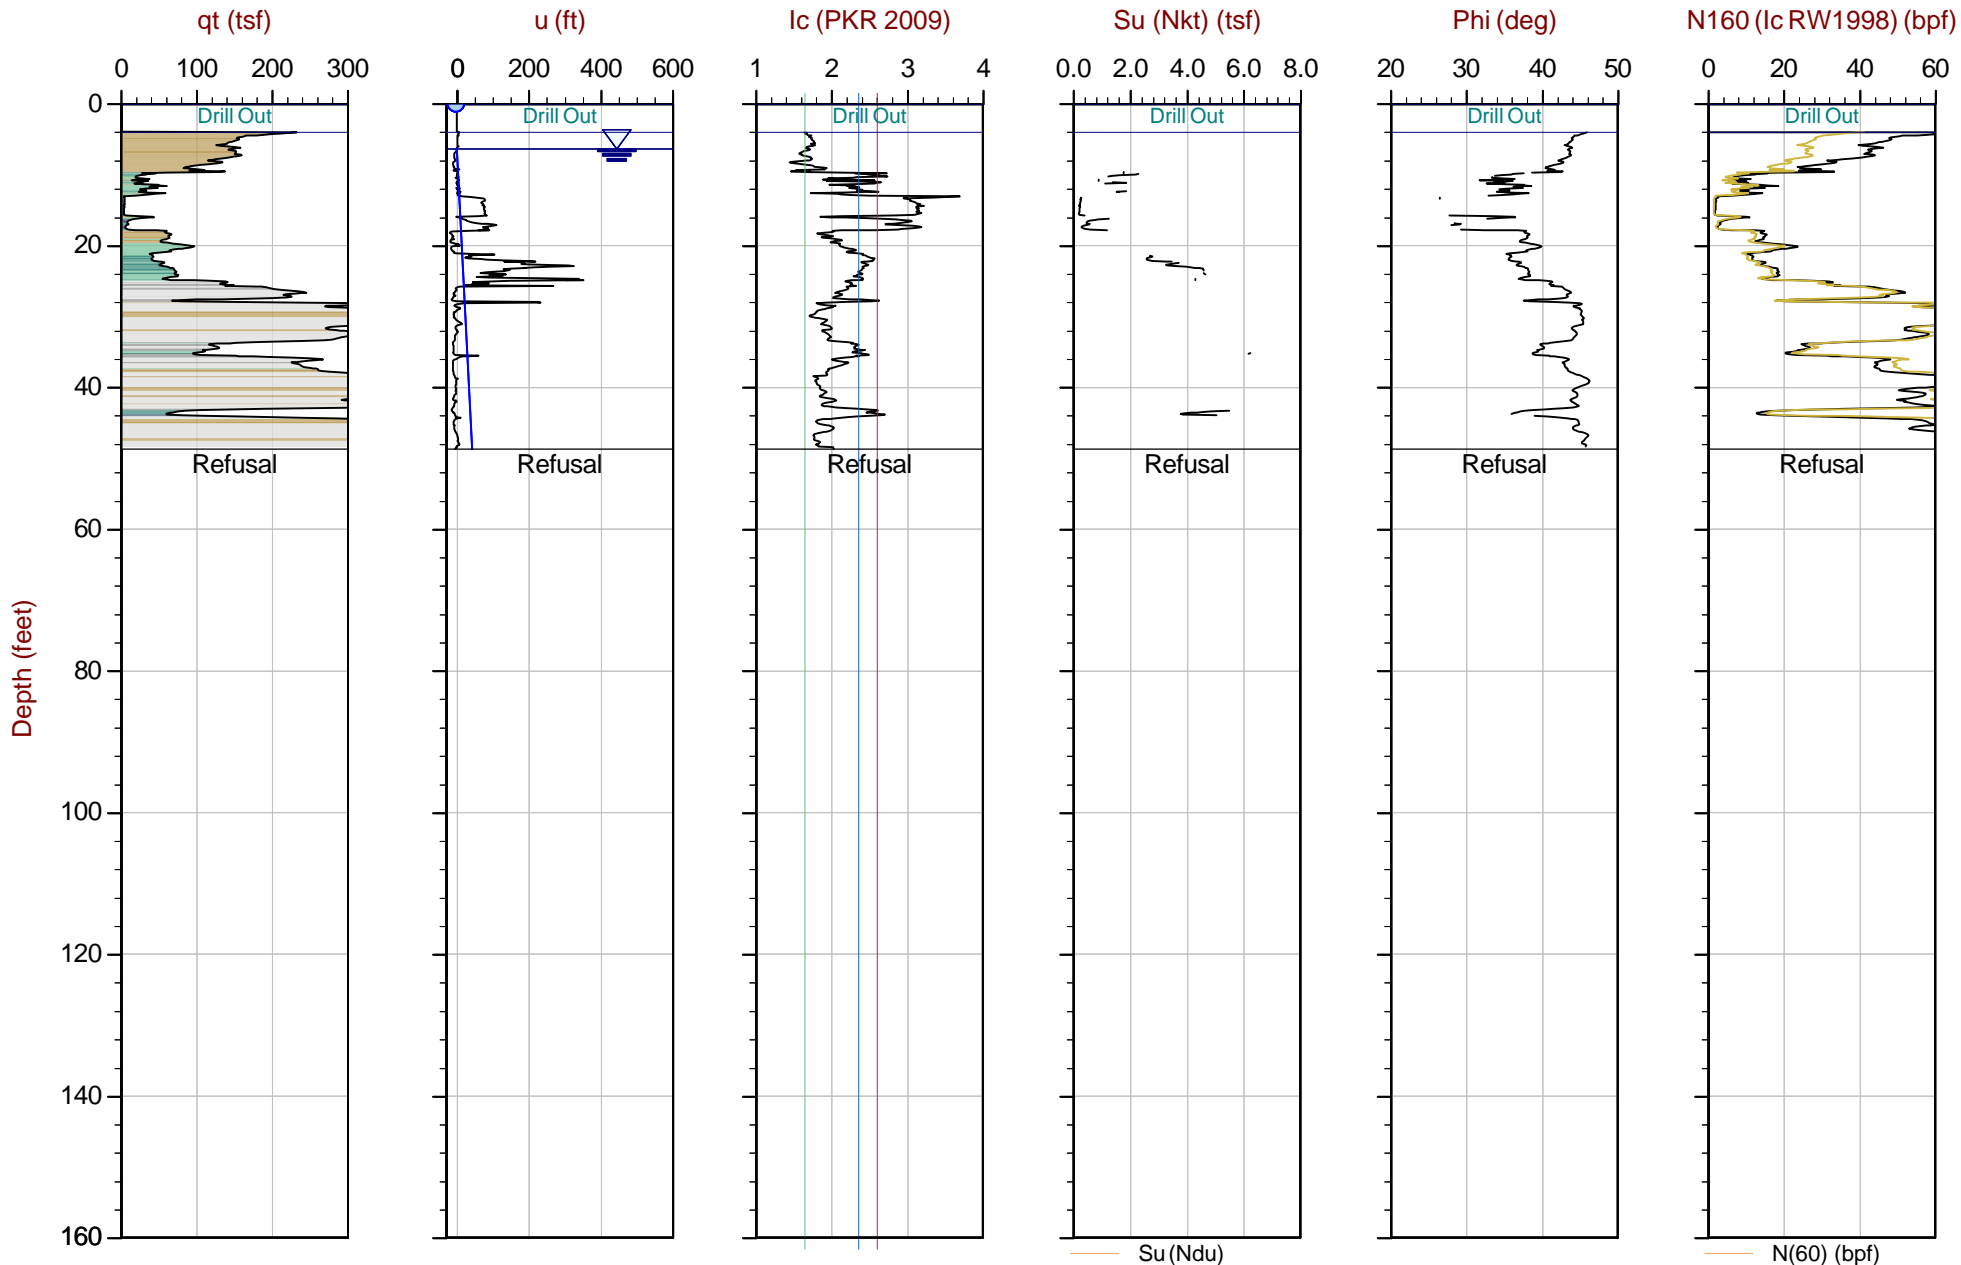 qt (tsf) u (ft) Ic (PKR 2009) Su (Nkt) (tsf) Phi (deg) N160 (Ic RW1998) (bpf)
0 100 200 300 0 200 400 600 1 2 3 4 0.0 2.0 4.0 6.0 8.0 20 30 40 50 0 20 40 60
0
Drill Out Drill Out Drill Out Drill Out Drill Out Drill Out
20
40
Refusal Refusal Refusal Refusal Refusal Refusal
60
80
Depth (feet)
100
120
140
160
Su (Ndu) N(60) (bpf)